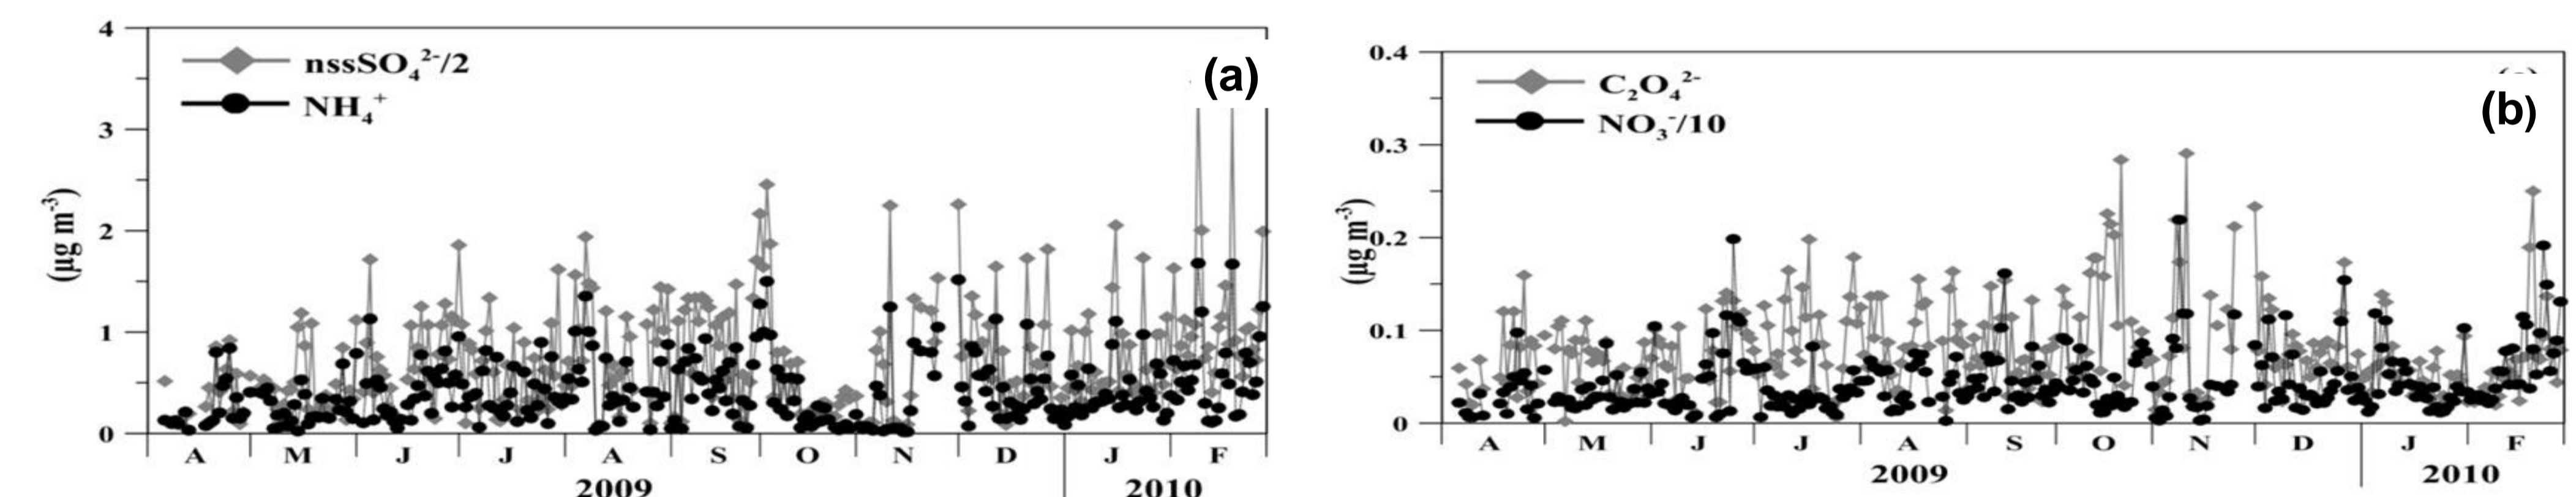 4
nssSO₄²⁻/2
(a)
NH₄⁺
3
(µg m⁻³)
2
1
0
A M J J A S O N D J F
2009 2010
0.4
C₂O₄²⁻
NO₃⁻/10
(b)
0.3
(µg m⁻³)
0.2
0.1
0
A M J J A S O N D J F
2009 2010